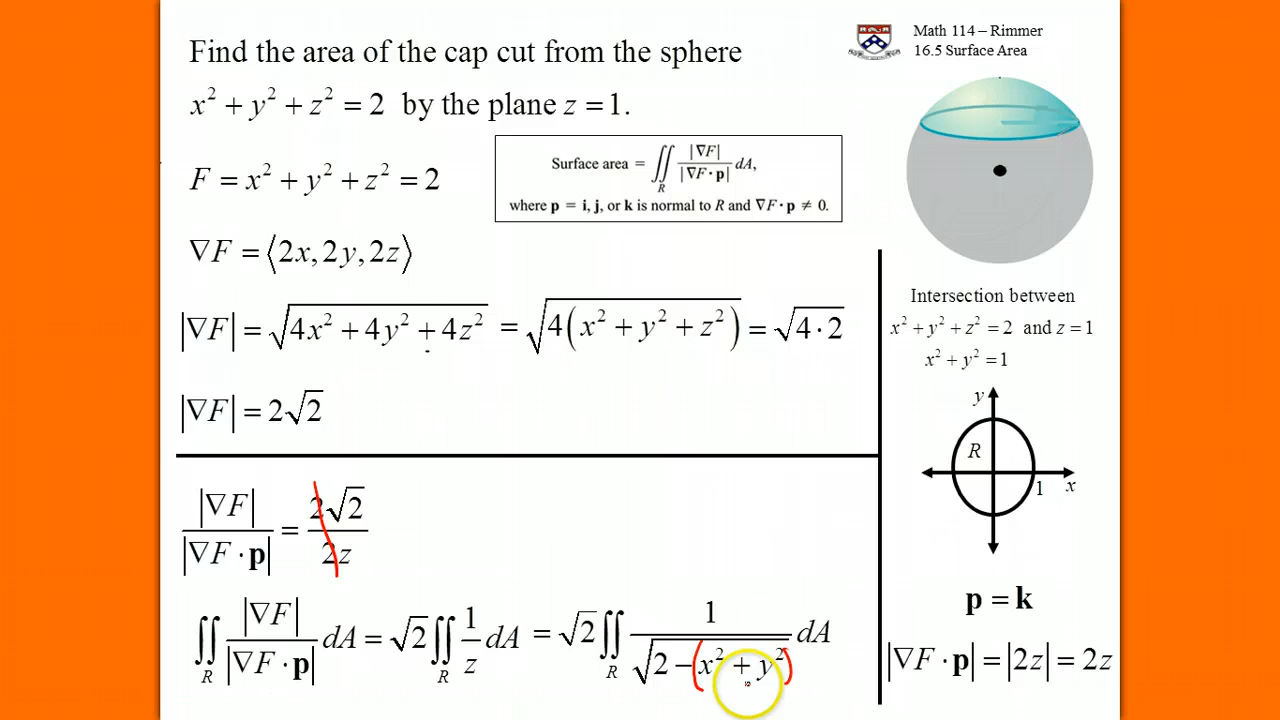 Math 114 – Rimmer
16.5 Surface Area
Find the area of the cap cut from the sphere
x² + y² + z² = 2 by the plane z = 1.
Surface area = ∬_R |∇F| / |∇F · p| dA,
where p = i, j, or k is normal to R and ∇F · p ≠ 0.
F = x² + y² + z² = 2
∇F = ⟨2x, 2y, 2z⟩
|∇F| = √(4x² + 4y² + 4z²) = √(4(x² + y² + z²)) = √(4·2)
|∇F| = 2√2
|∇F| / |∇F · p| = 2√2 / 2z
∬_R |∇F| / |∇F · p| dA = √2 ∬_R 1/z dA = √2 ∬_R 1 / √(2 − (x² + y²)) dA
Intersection between
x² + y² + z² = 2 and z = 1
x² + y² = 1
y
R
1 x
p = k
|∇F · p| = |2z| = 2z